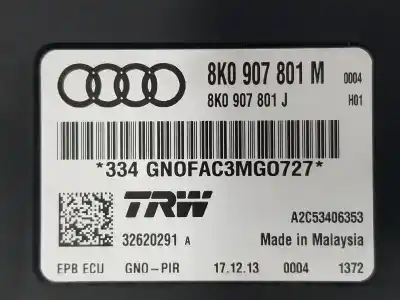 8K0 907 801 M 0004
8K0 907 801 J H01
*334 GN0FAC3MG0727*
TRW
A2C53406353
32620291 A Made in Malaysia
EPB ECU GNO-PIR 17.12.13 0004 1372